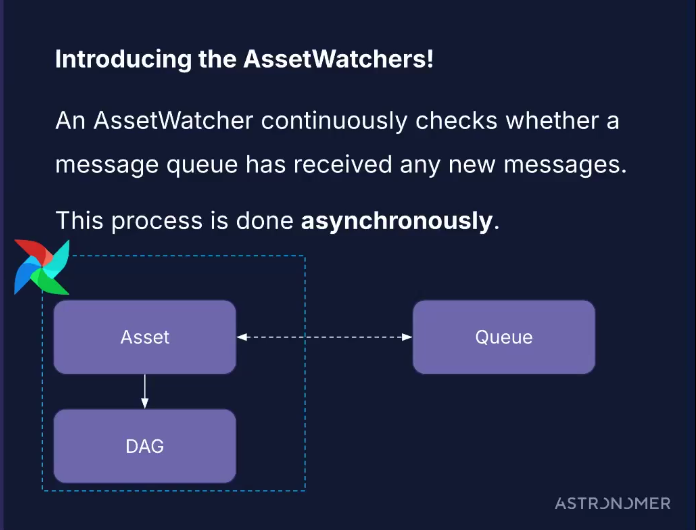 Introducing the AssetWatchers!
An AssetWatcher continuously checks whether a
message queue has received any new messages.
This process is done asynchronously.
Asset
Queue
DAG
ASTRONOMER